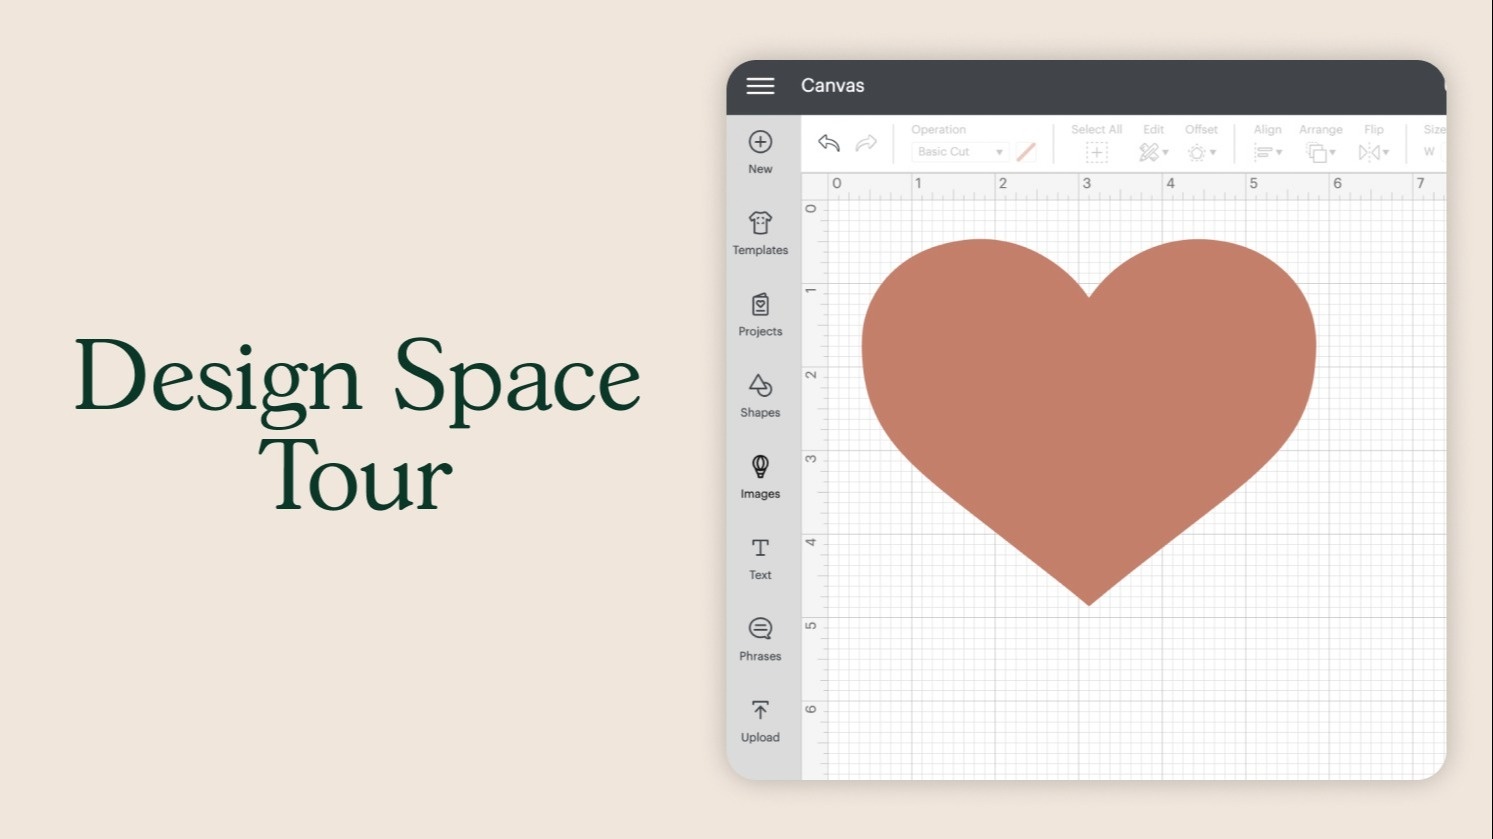 Design Space
Tour
Canvas
New
Templates
Projects
Shapes
Images
Text
Phrases
Upload
Operation
Basic Cut
Select All
Edit
Offset
Align
Arrange
Flip
Size
W
0 1 2 3 4 5 6 7
0
1
2
3
4
5
6